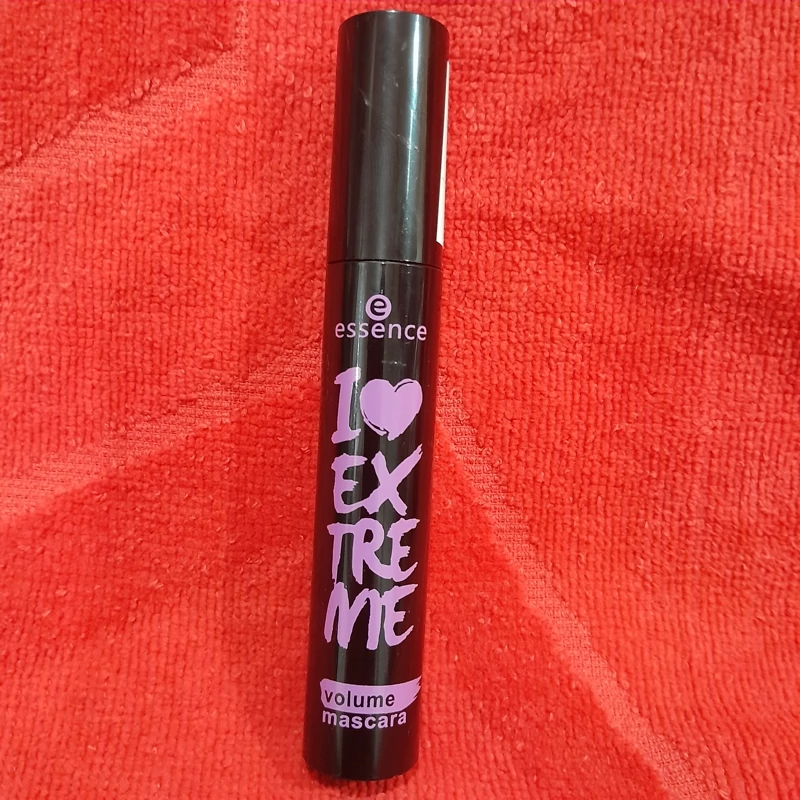 e
essence
I ♥
EX
TRE
ME
volume
mascara